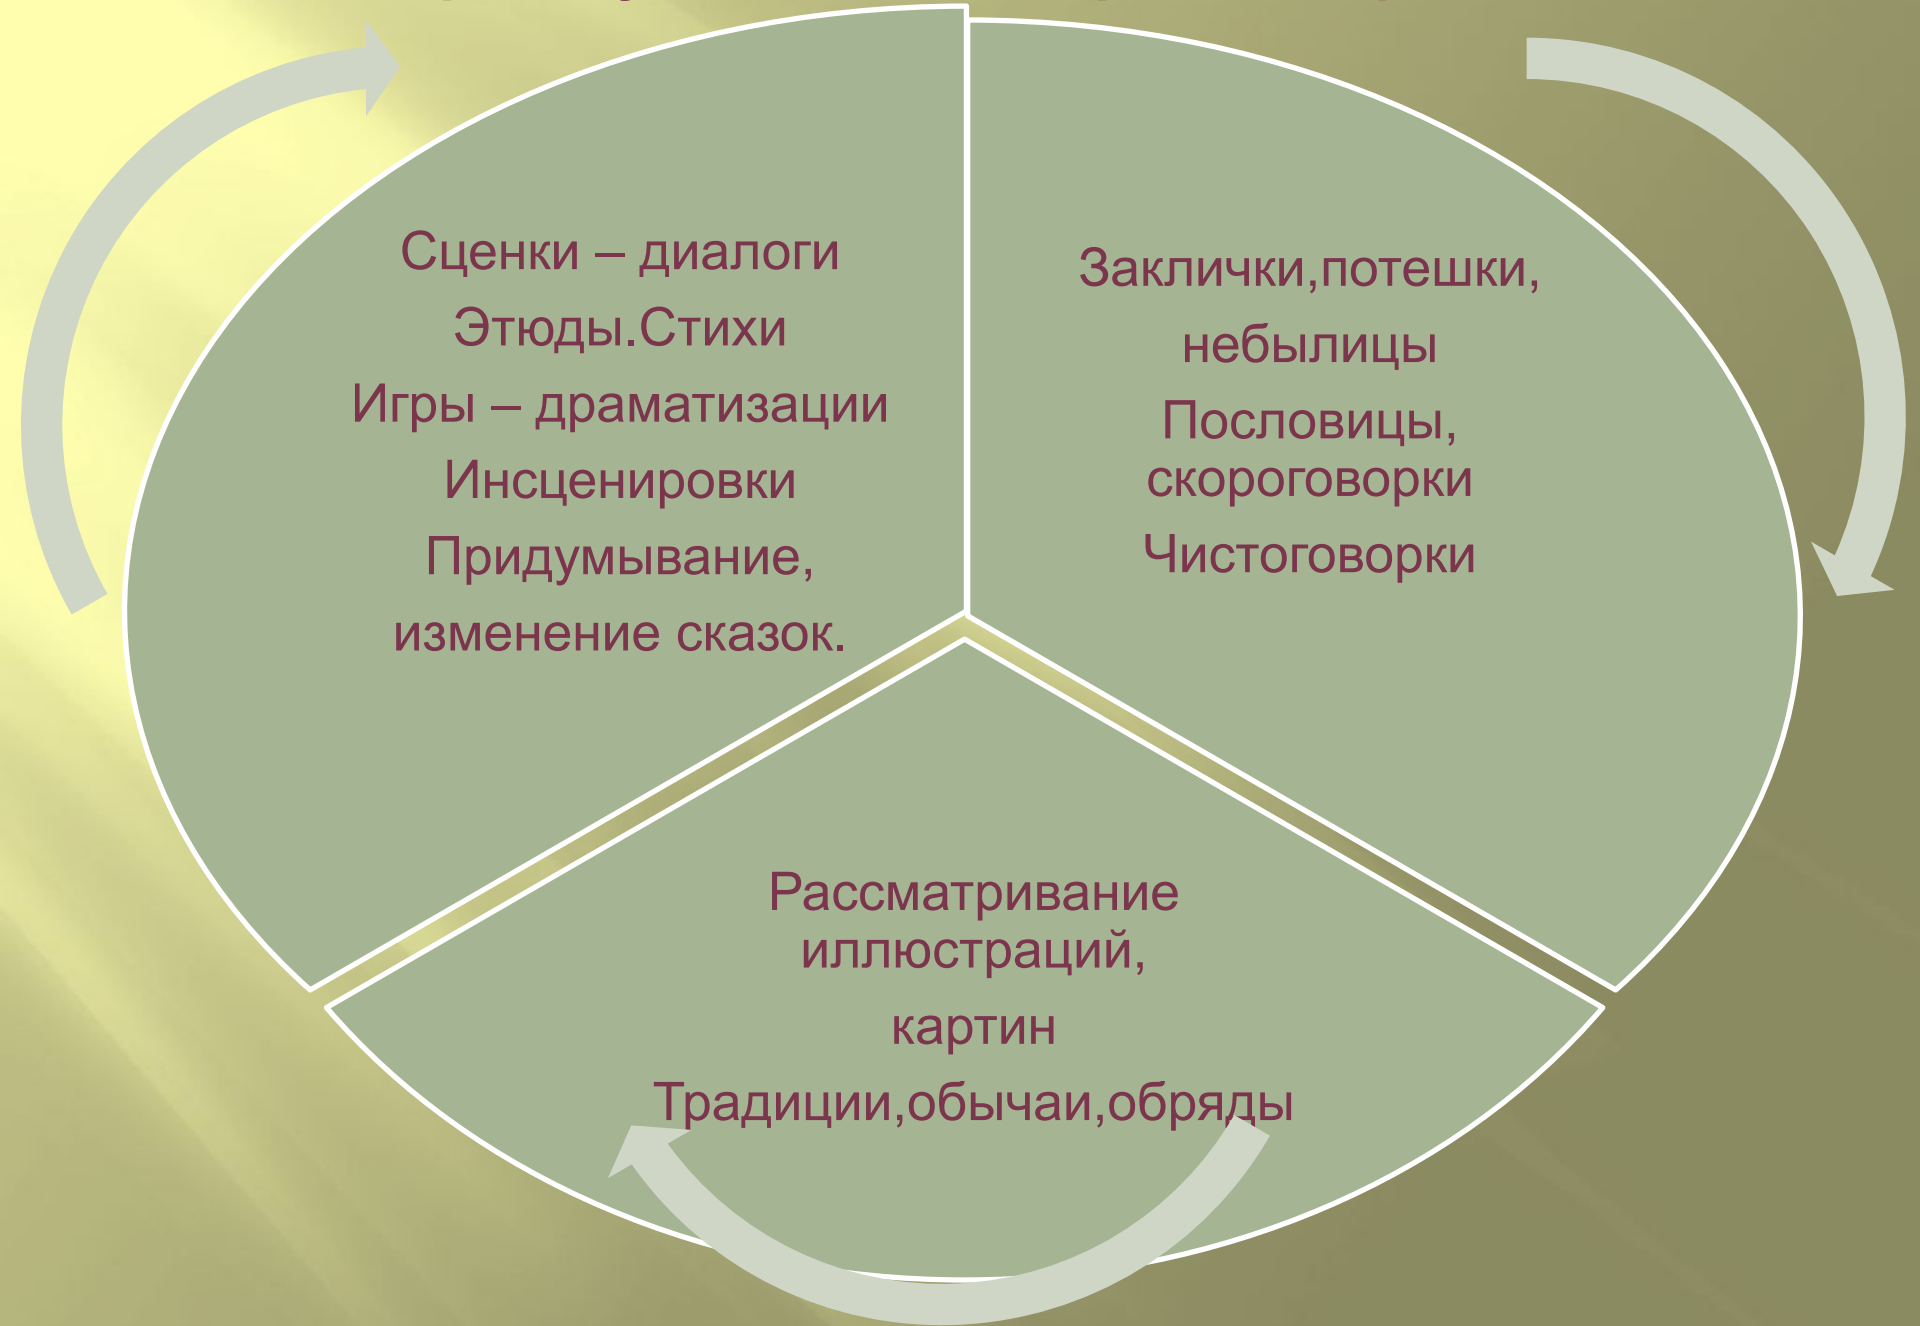 Сценки – диалоги
Этюды.Стихи
Игры – драматизации
Инсценировки
Придумывание,
изменение сказок.
Заклички,потешки,
небылицы
Пословицы,
скороговорки
Чистоговорки
Рассматривание
иллюстраций,
картин
Традиции,обычаи,обряды